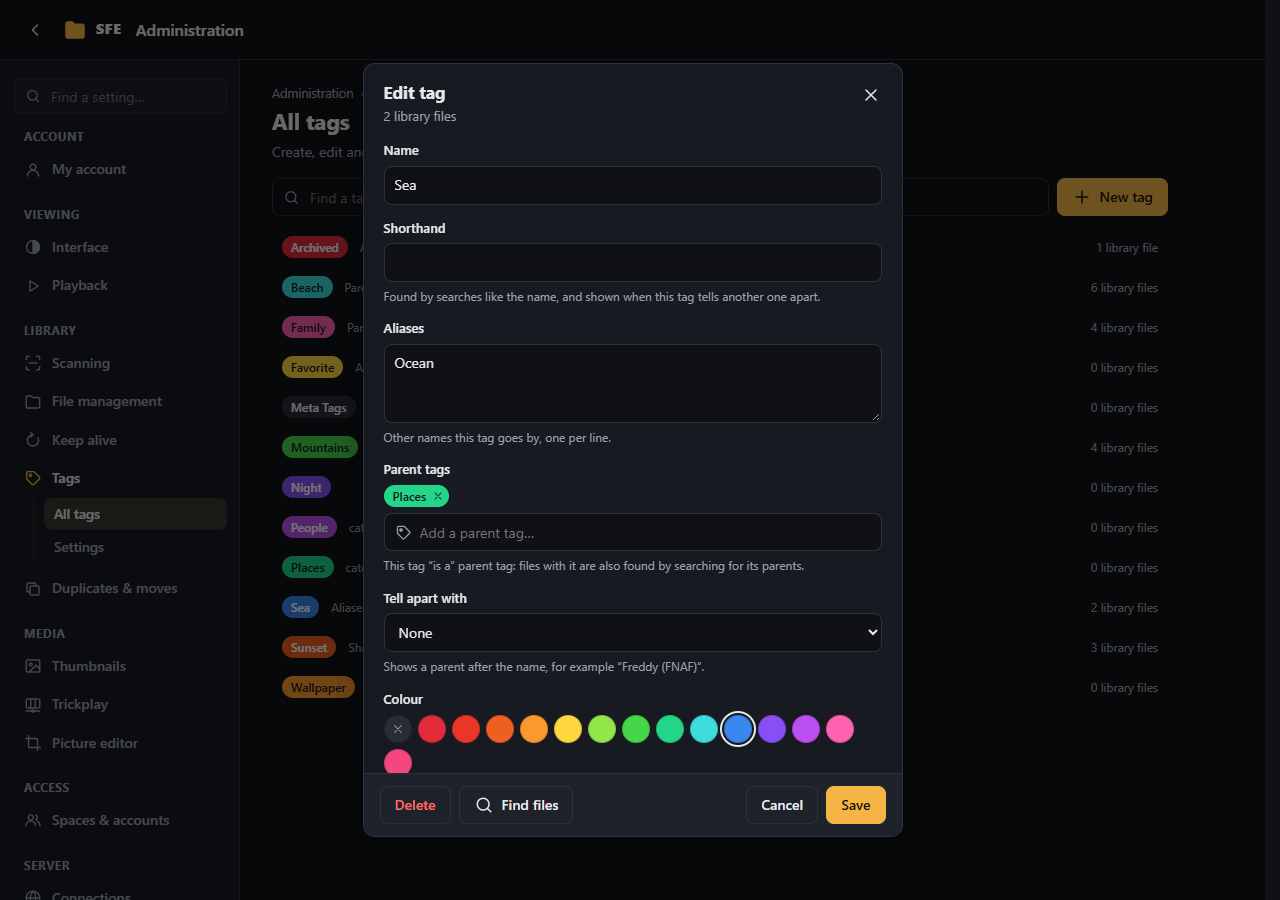 SFE Administration
Find a setting...
ACCOUNT
My account
VIEWING
Interface
Playback
LIBRARY
Scanning
File management
Keep alive
Tags
All tags
Settings
Duplicates & moves
MEDIA
Thumbnails
Trickplay
Picture editor
ACCESS
Spaces & accounts
SERVER
Connections
Administration
All tags
Create, edit
Find a
New tag
Archived 1 library file
Beach 6 library files
Family 4 library files
Favorite 0 library files
Meta Tags 0 library files
Mountains 4 library files
Night 0 library files
People 0 library files
Places 0 library files
Sea 2 library files
Sunset 3 library files
Wallpaper 0 library files
Edit tag
2 library files
Name
Sea
Shorthand
Found by searches like the name, and shown when this tag tells another one apart.
Aliases
Ocean
Other names this tag goes by, one per line.
Parent tags
Places
Add a parent tag...
This tag “is a” parent tag: files with it are also found by searching for its parents.
Tell apart with
None
Shows a parent after the name, for example “Freddy (FNAF)”.
Colour
Delete
Find files
Cancel
Save